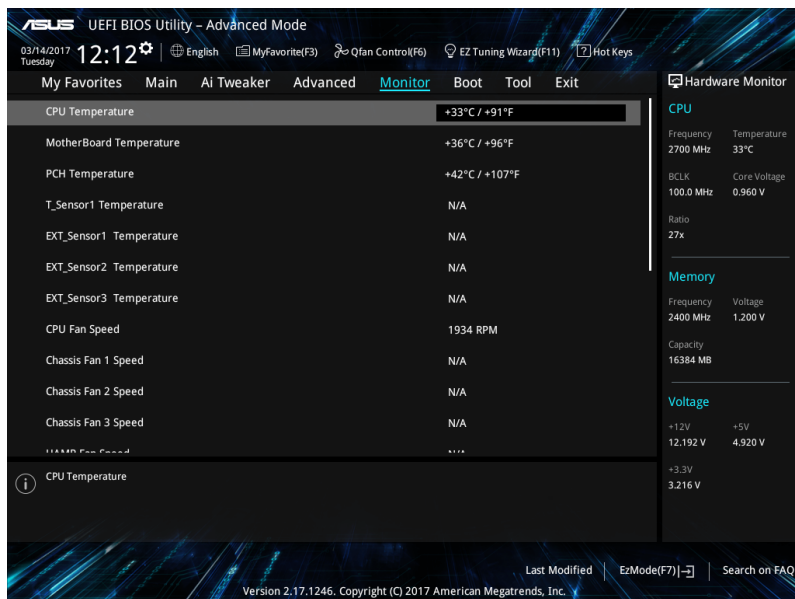 ASUS UEFI BIOS Utility – Advanced Mode
03/14/2017 Tuesday 12:12 English MyFavorite(F3) Qfan Control(F6) EZ Tuning Wizard(F11) ? Hot Keys
My Favorites Main Ai Tweaker Advanced Monitor Boot Tool Exit
CPU Temperature +33°C / +91°F
MotherBoard Temperature +36°C / +96°F
PCH Temperature +42°C / +107°F
T_Sensor1 Temperature N/A
EXT_Sensor1 Temperature N/A
EXT_Sensor2 Temperature N/A
EXT_Sensor3 Temperature N/A
CPU Fan Speed 1934 RPM
Chassis Fan 1 Speed N/A
Chassis Fan 2 Speed N/A
Chassis Fan 3 Speed N/A
CPU Temperature
Hardware Monitor
CPU
Frequency Temperature
2700 MHz 33°C
BCLK Core Voltage
100.0 MHz 0.960 V
Ratio
27x
Memory
Frequency Voltage
2400 MHz 1.200 V
Capacity
16384 MB
Voltage
+12V +5V
12.192 V 4.920 V
+3.3V
3.216 V
Last Modified EzMode(F7) Search on FAQ
Version 2.17.1246. Copyright (C) 2017 American Megatrends, Inc.